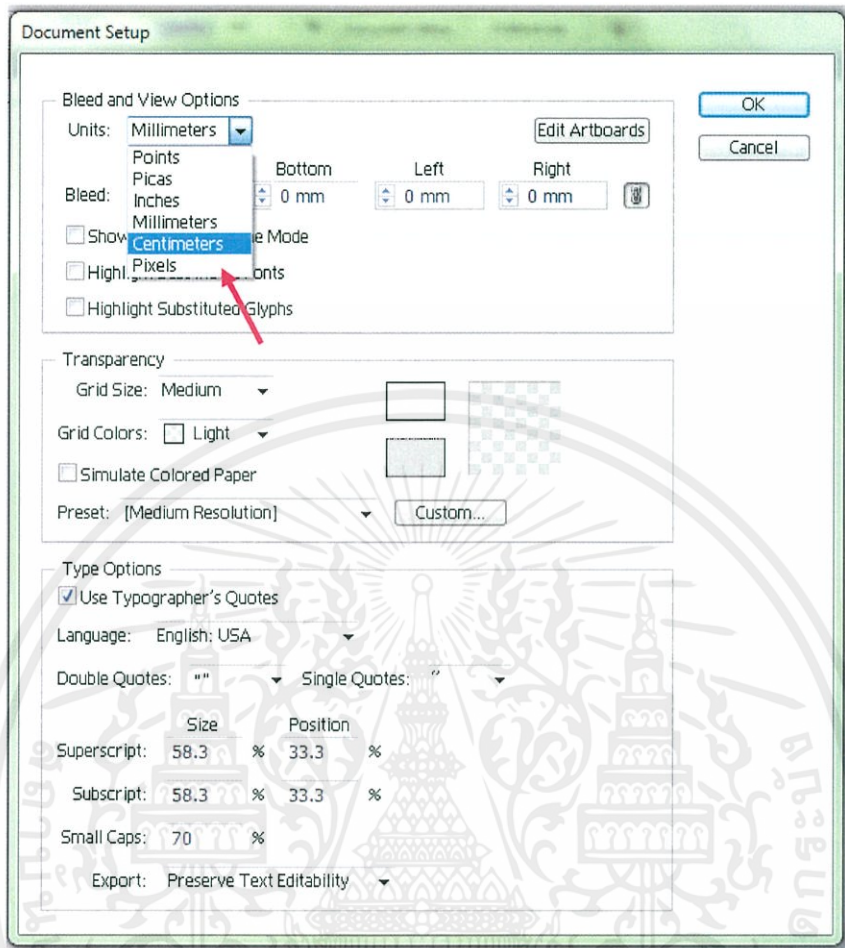 Document Setup
Bleed and View Options
OK
Units: Millimeters Edit Artboards
Cancel
Points
Picas
Inches
Millimeters
Centimeters
Pixels
Bottom Left Right
Bleed: 0 mm 0 mm 0 mm
Show e Mode
Highl onts
Highlight Substituted Glyphs
Transparency
Grid Size: Medium
Grid Colors: Light
Simulate Colored Paper
Preset: [Medium Resolution] Custom...
Type Options
Use Typographer's Quotes
Language: English: USA
Double Quotes: "" Single Quotes: ''
Size Position
Superscript: 58.3 % 33.3 %
Subscript: 58.3 % 33.3 %
Small Caps: 70 %
Export: Preserve Text Editability